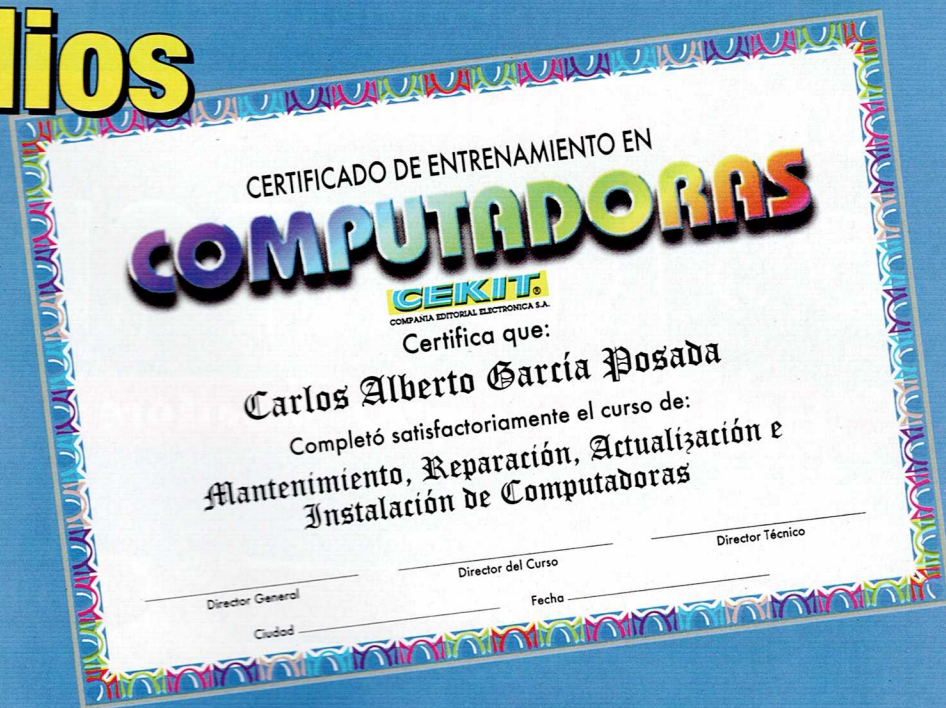 lios
CERTIFICADO DE ENTRENAMIENTO EN
COMPUTADORAS
CEKIT®
COMPAÑIA EDITORIAL ELECTRONICA S.A.
Certifica que:
Carlos Alberto García Posada
Completó satisfactoriamente el curso de:
Mantenimiento, Reparación, Actualización e
Instalación de Computadoras
Director General
Director del Curso
Director Técnico
Ciudad
Fecha